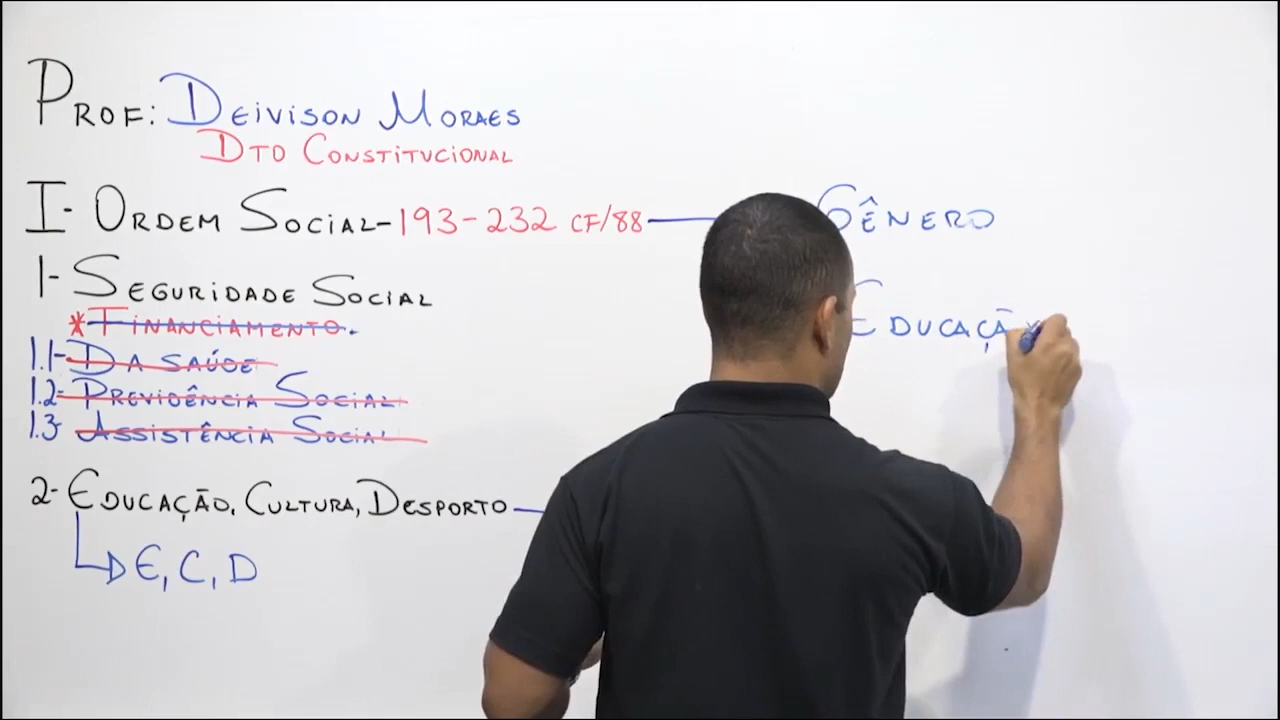 Prof: Deivison Moraes
Dto Constitucional
I- Ordem Social-193-232 CF/88
Gênero
1- Seguridade Social
* Financiamento.
1.1- Da saúde
1.2- Previdência Social
1.3- Assistência Social
2- Educação, Cultura, Desporto
E, C, D
Educaçã